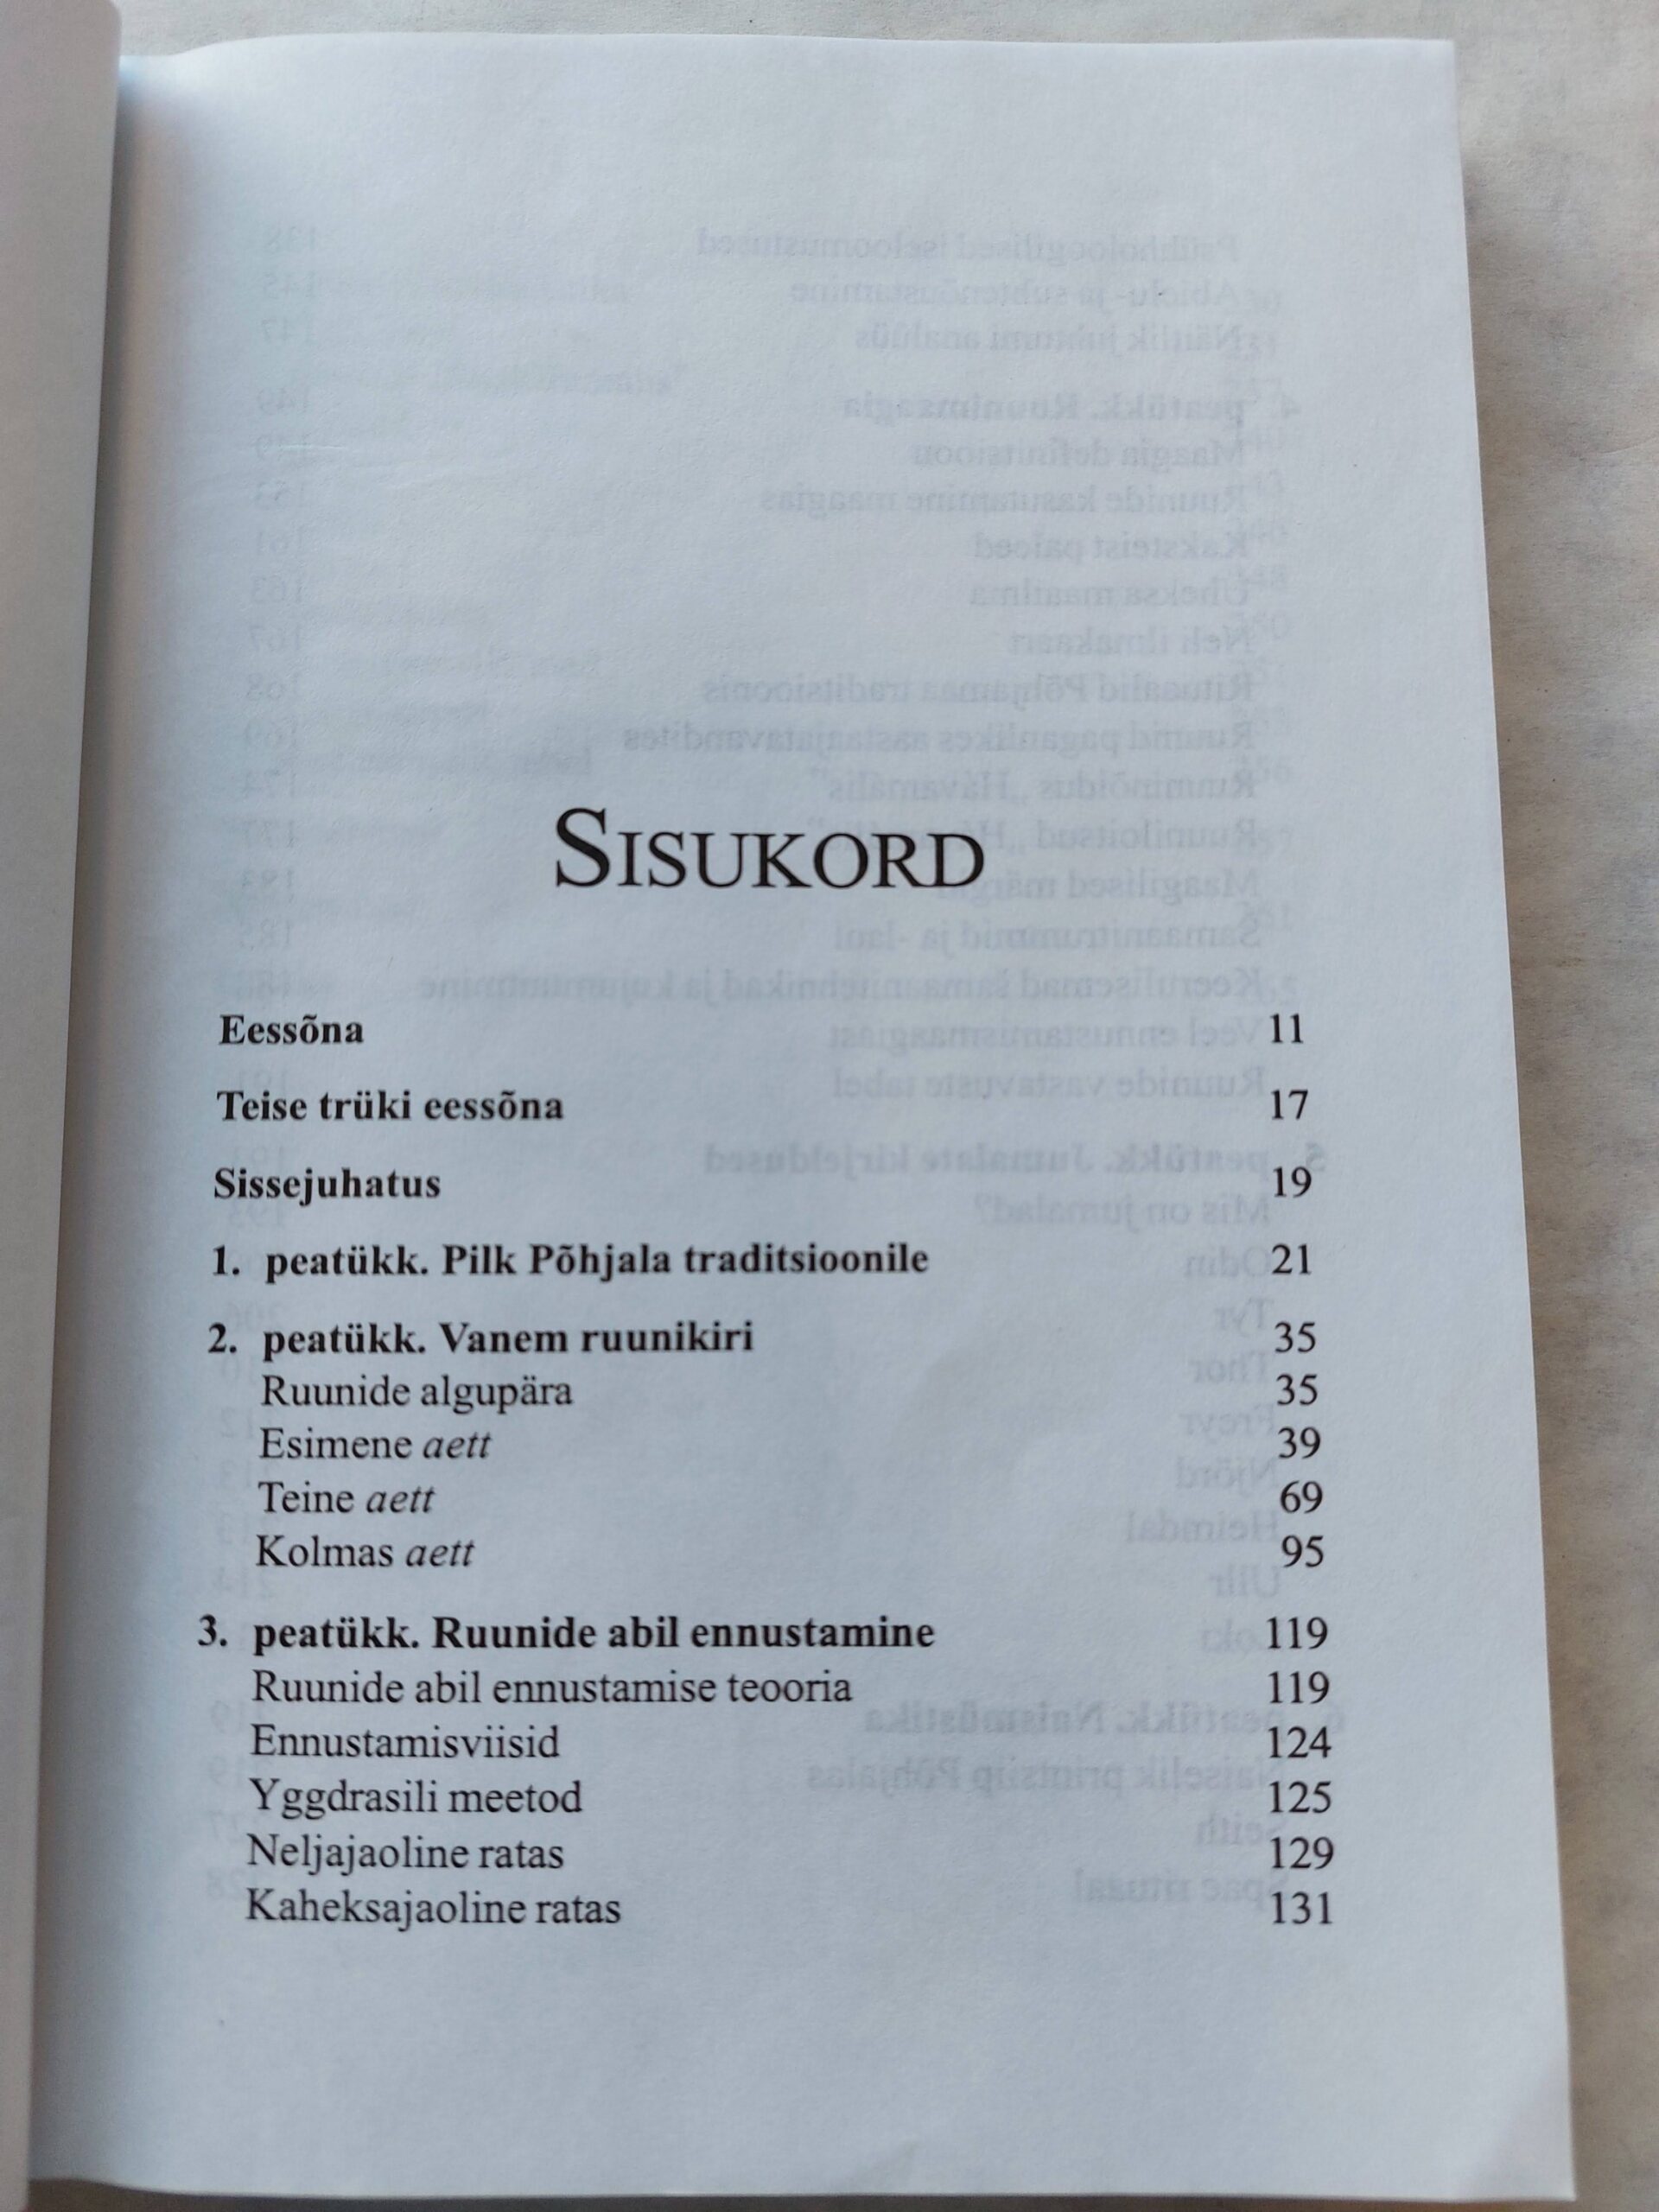 SISUKORD
Eessõna 11
Teise trüki eessõna 17
Sissejuhatus 19
1. peatükk. Pilk Põhjala traditsioonile 21
2. peatükk. Vanem ruunikiri 35
Ruunide algupära 35
Esimene aett 39
Teine aett 69
Kolmas aett 95
3. peatükk. Ruunide abil ennustamine 119
Ruunide abil ennustamise teooria 119
Ennustamisviisid 124
Yggdrasili meetod 125
Neljajaoline ratas 129
Kaheksajaoline ratas 131